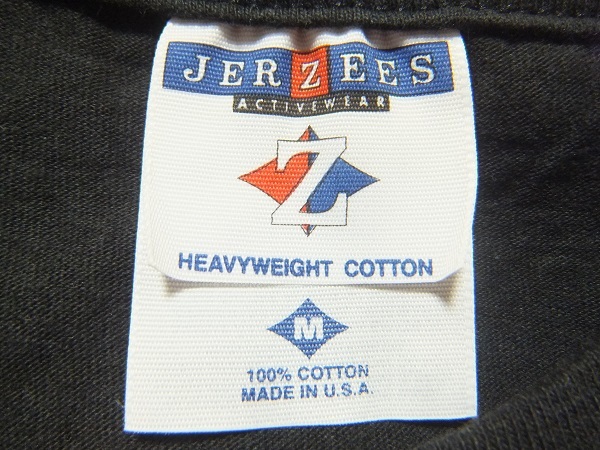 JERZEES
ACTIVEWEAR
Z
HEAVYWEIGHT COTTON
M
100% COTTON
MADE IN U.S.A.